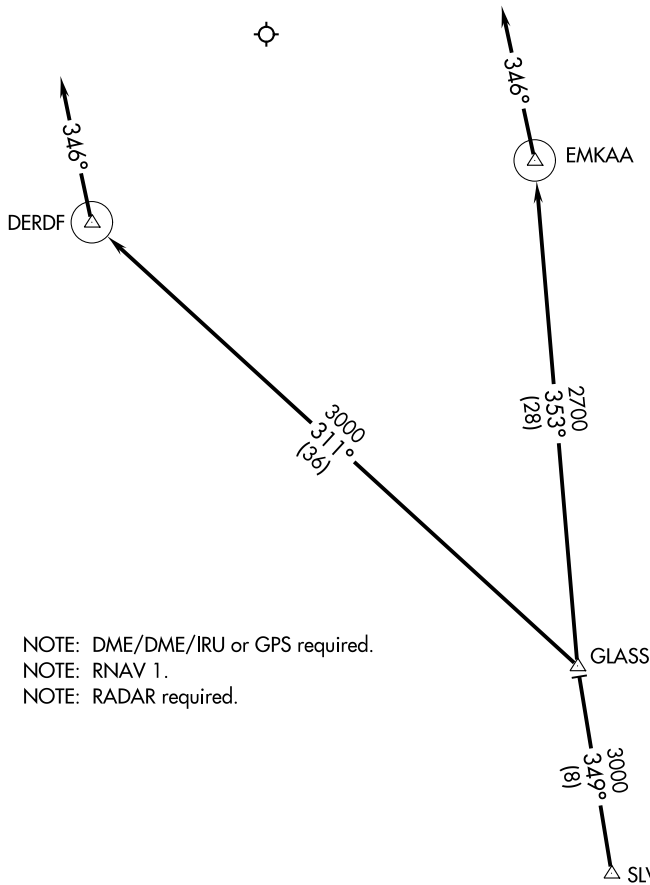 346°
346°
EMKAA
DERDF
2700
353°
(28)
3000
311°
(36)
NOTE: DME/DME/IRU or GPS required.
NOTE: RNAV 1.
NOTE: RADAR required.
GLASS
3000
349°
(8)